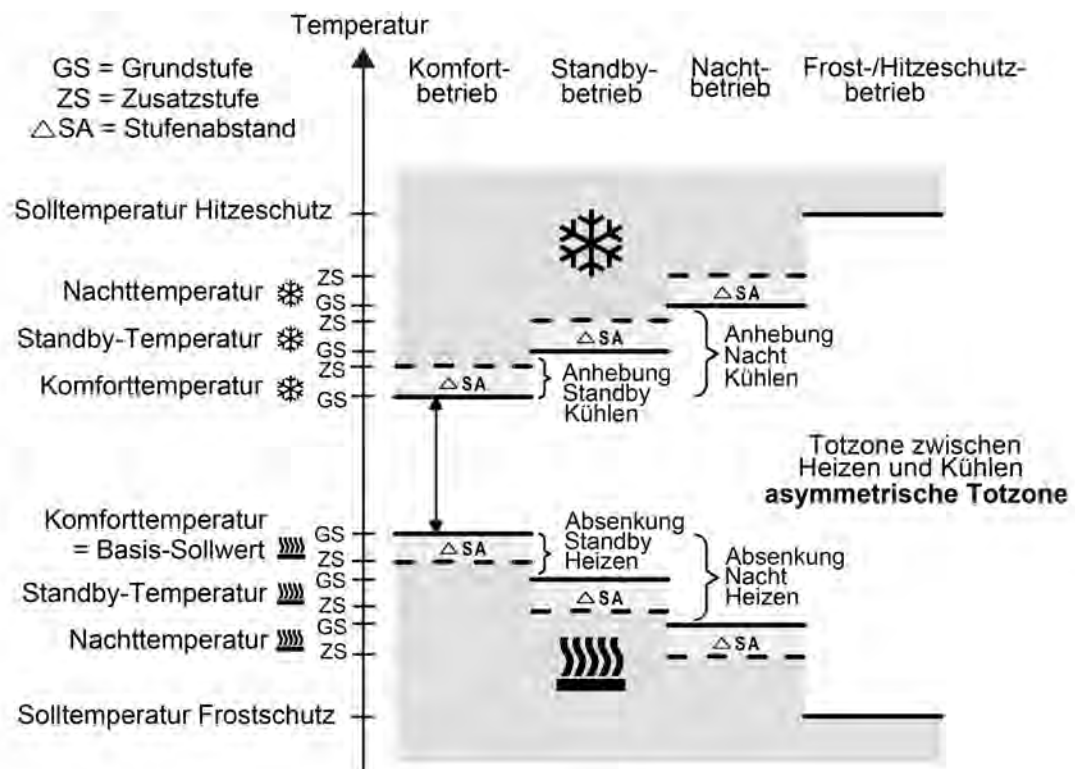 Temperatur
GS = Grundstufe
ZS = Zusatzstufe
△SA = Stufenabstand
Komfort-
betrieb
Standby-
betrieb
Nacht-
betrieb
Frost-/Hitzeschutz-
betrieb
Solltemperatur Hitzeschutz
Nachttemperatur
Standby-Temperatur
Komforttemperatur
ZS
GS
ZS
GS
ZS
GS
△SA
△SA
△SA
Anhebung
Standby
Kühlen
Anhebung
Nacht
Kühlen
Totzone zwischen
Heizen und Kühlen
asymmetrische Totzone
Komforttemperatur
= Basis-Sollwert
Standby-Temperatur
Nachttemperatur
GS
ZS
GS
ZS
GS
ZS
△SA
△SA
△SA
Absenkung
Standby
Heizen
Absenkung
Nacht
Heizen
Solltemperatur Frostschutz